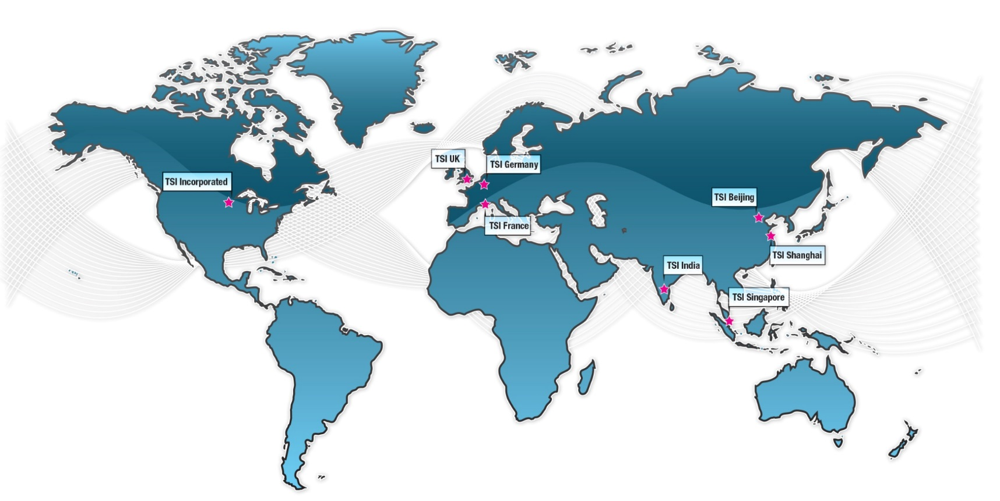 TSI UK
TSI Germany
TSI Incorporated
TSI Beijing
TSI France
TSI Shanghai
TSI India
TSI Singapore